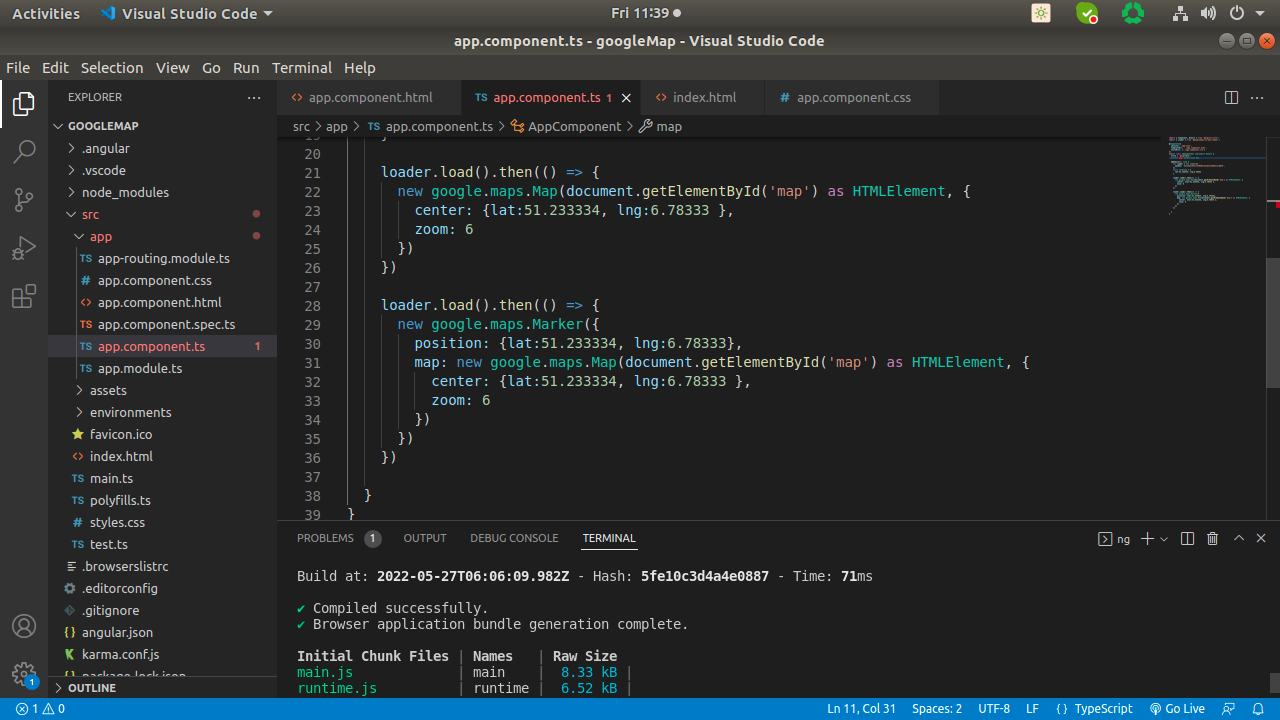 Activities Visual Studio Code Fri 11:39
app.component.ts - googleMap - Visual Studio Code
File Edit Selection View Go Run Terminal Help
EXPLORER
app.component.html app.component.ts 1 index.html app.component.css
src > app > TS app.component.ts > AppComponent > map
GOOGLEMAP
.angular
.vscode
node_modules
src
app
TS app-routing.module.ts
# app.component.css
<> app.component.html
TS app.component.spec.ts
TS app.component.ts 1
TS app.module.ts
assets
environments
favicon.ico
<> index.html
TS main.ts
TS polyfills.ts
# styles.css
TS test.ts
.browserslistrc
.editorconfig
.gitignore
{} angular.json
karma.conf.js
{} package-lock.json
OUTLINE
19 }
20
21 loader.load().then(() => {
22 new google.maps.Map(document.getElementById('map') as HTMLElement, {
23 center: {lat:51.233334, lng:6.78333 },
24 zoom: 6
25 })
26 })
27
28 loader.load().then(() => {
29 new google.maps.Marker({
30 position: {lat:51.233334, lng:6.78333},
31 map: new google.maps.Map(document.getElementById('map') as HTMLElement, {
32 center: {lat:51.233334, lng:6.78333 },
33 zoom: 6
34 })
35 })
36 })
37
38 }
39 }
PROBLEMS 1 OUTPUT DEBUG CONSOLE TERMINAL ng
Build at: 2022-05-27T06:06:09.982Z - Hash: 5fe10c3d4a4e0887 - Time: 71ms
✔ Compiled successfully.
✔ Browser application bundle generation complete.
Initial Chunk Files | Names | Raw Size
main.js | main | 8.33 kB |
runtime.js | runtime | 6.52 kB |
1
1 0 Ln 11, Col 31 Spaces: 2 UTF-8 LF {} TypeScript Go Live